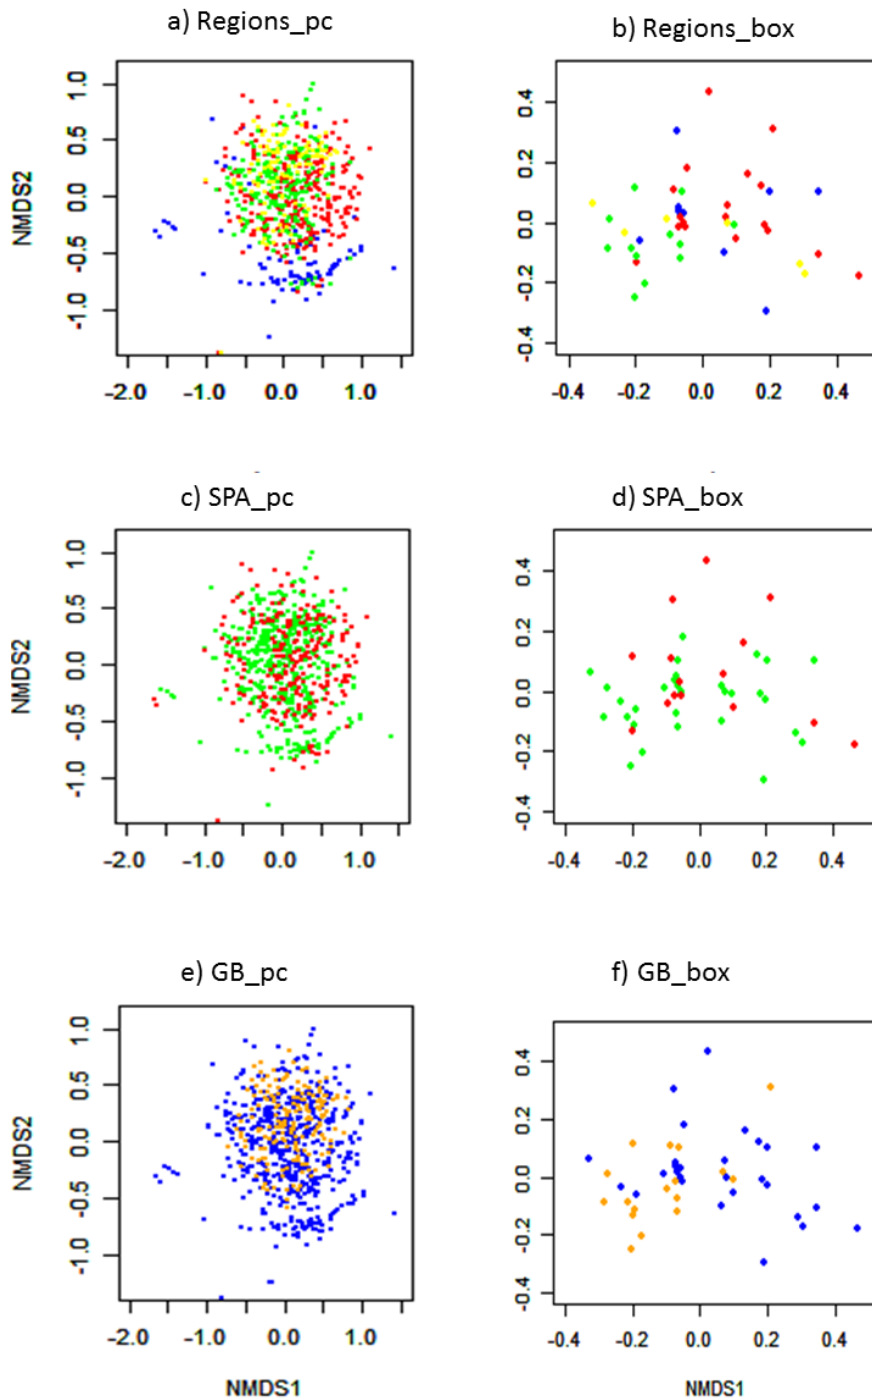 a) Regions_pc
b) Regions_box
NMDS2
1.0
0.5
0.0
-0.5
-1.0
-2.0 -1.0 0.0 1.0
0.4
0.2
0.0
-0.2
-0.4
-0.4 -0.2 0.0 0.2 0.4
c) SPA_pc
d) SPA_box
NMDS2
1.0
0.5
0.0
-0.5
-1.0
-2.0 -1.0 0.0 1.0
0.4
0.2
0.0
-0.2
-0.4
-0.4 -0.2 0.0 0.2 0.4
e) GB_pc
f) GB_box
NMDS2
1.0
0.5
0.0
-0.5
-1.0
-2.0 -1.0 0.0 1.0
NMDS1
0.4
0.2
0.0
-0.2
-0.4
-0.4 -0.2 0.0 0.2 0.4
NMDS1